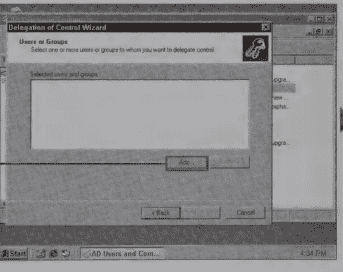 Delegation of Control Wizard
Users or Groups
Select one or more users or groups to whom you want to delegate control.
Selected users and groups:
Add...
< Back
Cancel
Start
AD Users and Com...
4:34 PM